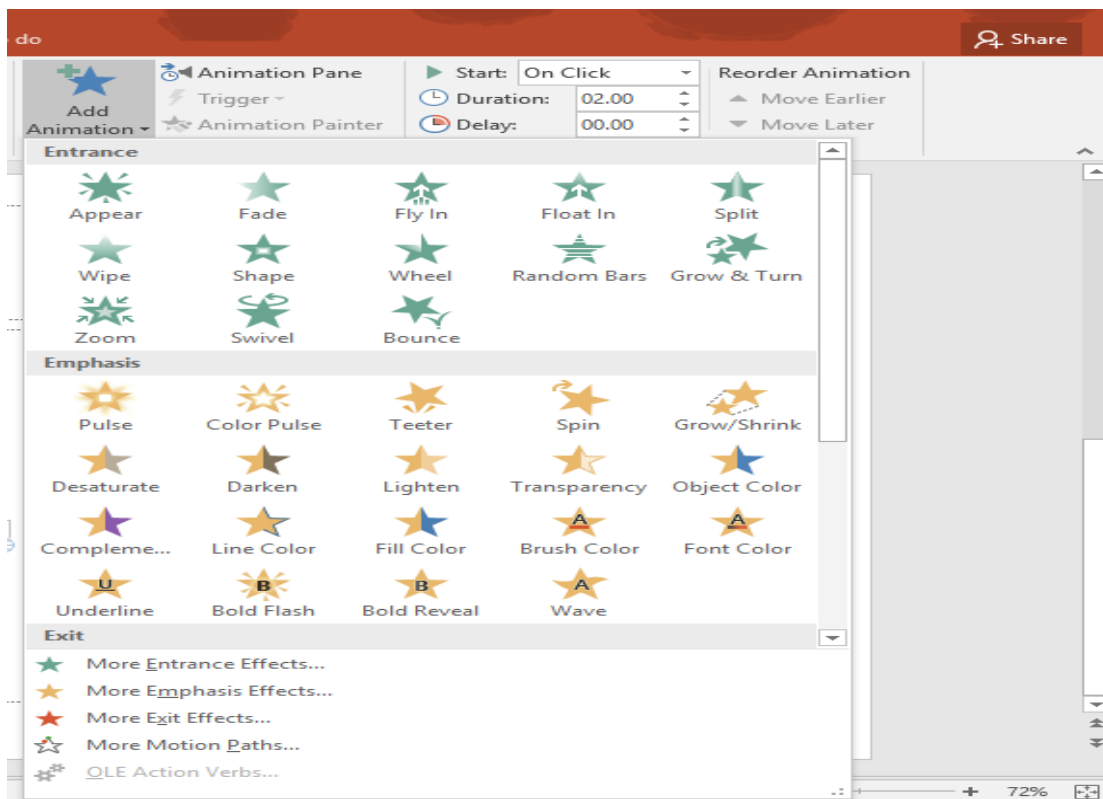 do
Share
Add
Animation
Animation Pane
Trigger
Animation Painter
Start: On Click
Duration: 02.00
Delay: 00.00
Reorder Animation
Move Earlier
Move Later
Entrance
Appear Fade Fly In Float In Split
Wipe Shape Wheel Random Bars Grow & Turn
Zoom Swivel Bounce
Emphasis
Pulse Color Pulse Teeter Spin Grow/Shrink
Desaturate Darken Lighten Transparency Object Color
Compleme... Line Color Fill Color Brush Color Font Color
Underline Bold Flash Bold Reveal Wave
Exit
More Entrance Effects...
More Emphasis Effects...
More Exit Effects...
More Motion Paths...
OLE Action Verbs...
72%